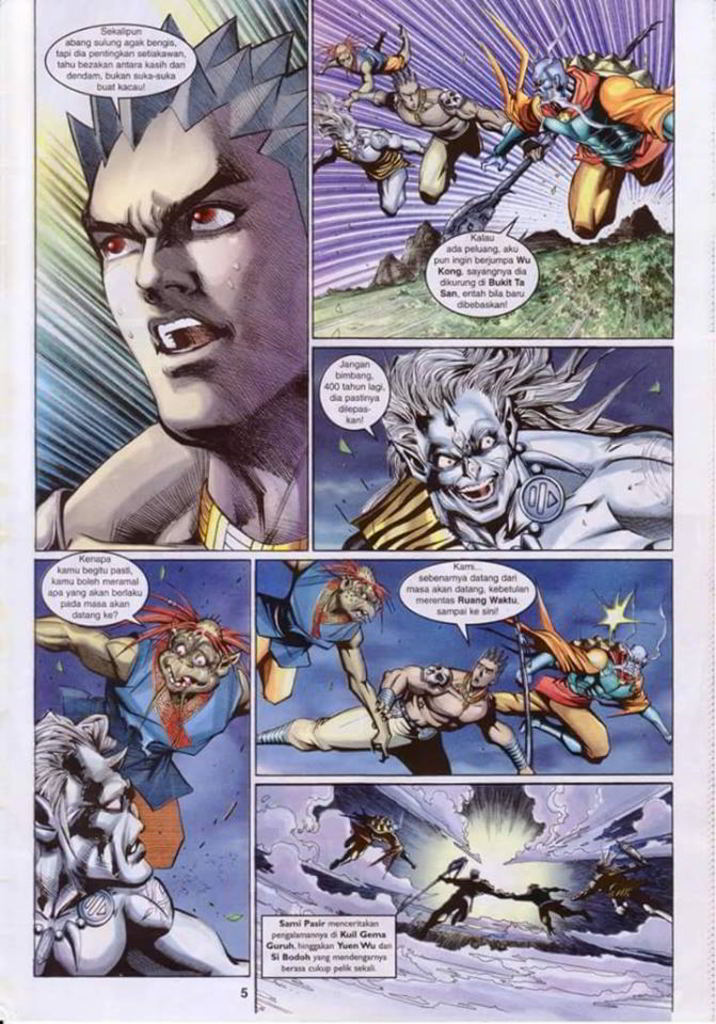 Sekalipun
abang sulung agak bengis,
tapi dia pentingkan setiakawan,
tahu bezakan antara kasih dan
dendam, bukan suka-suka
buat kacau!
Kalau
ada peluang, aku
pun ingin berjumpa Wu
Kong, sayangnya dia
dikurung di Bukit Ta
San, entah bila baru
dibebaskan!
Jangan
bimbang,
400 tahun lagi,
dia pastinya
dilepas-
kan!
Kenapa
kamu begitu pasti,
kamu boleh meramal
apa yang akan berlaku
pada masa akan
datang ke?
Kami...
sebenarnya datang dari
masa akan datang, kebetulan
merentas Ruang Waktu,
sampai ke sini!
Sami Pasir menceritakan
pengalamannya di Kuil Gema
Guruh, hinggakan Yuen Wu dan
Si Bodoh yang mendengarnya
berasa cukup pelik sekali.
5